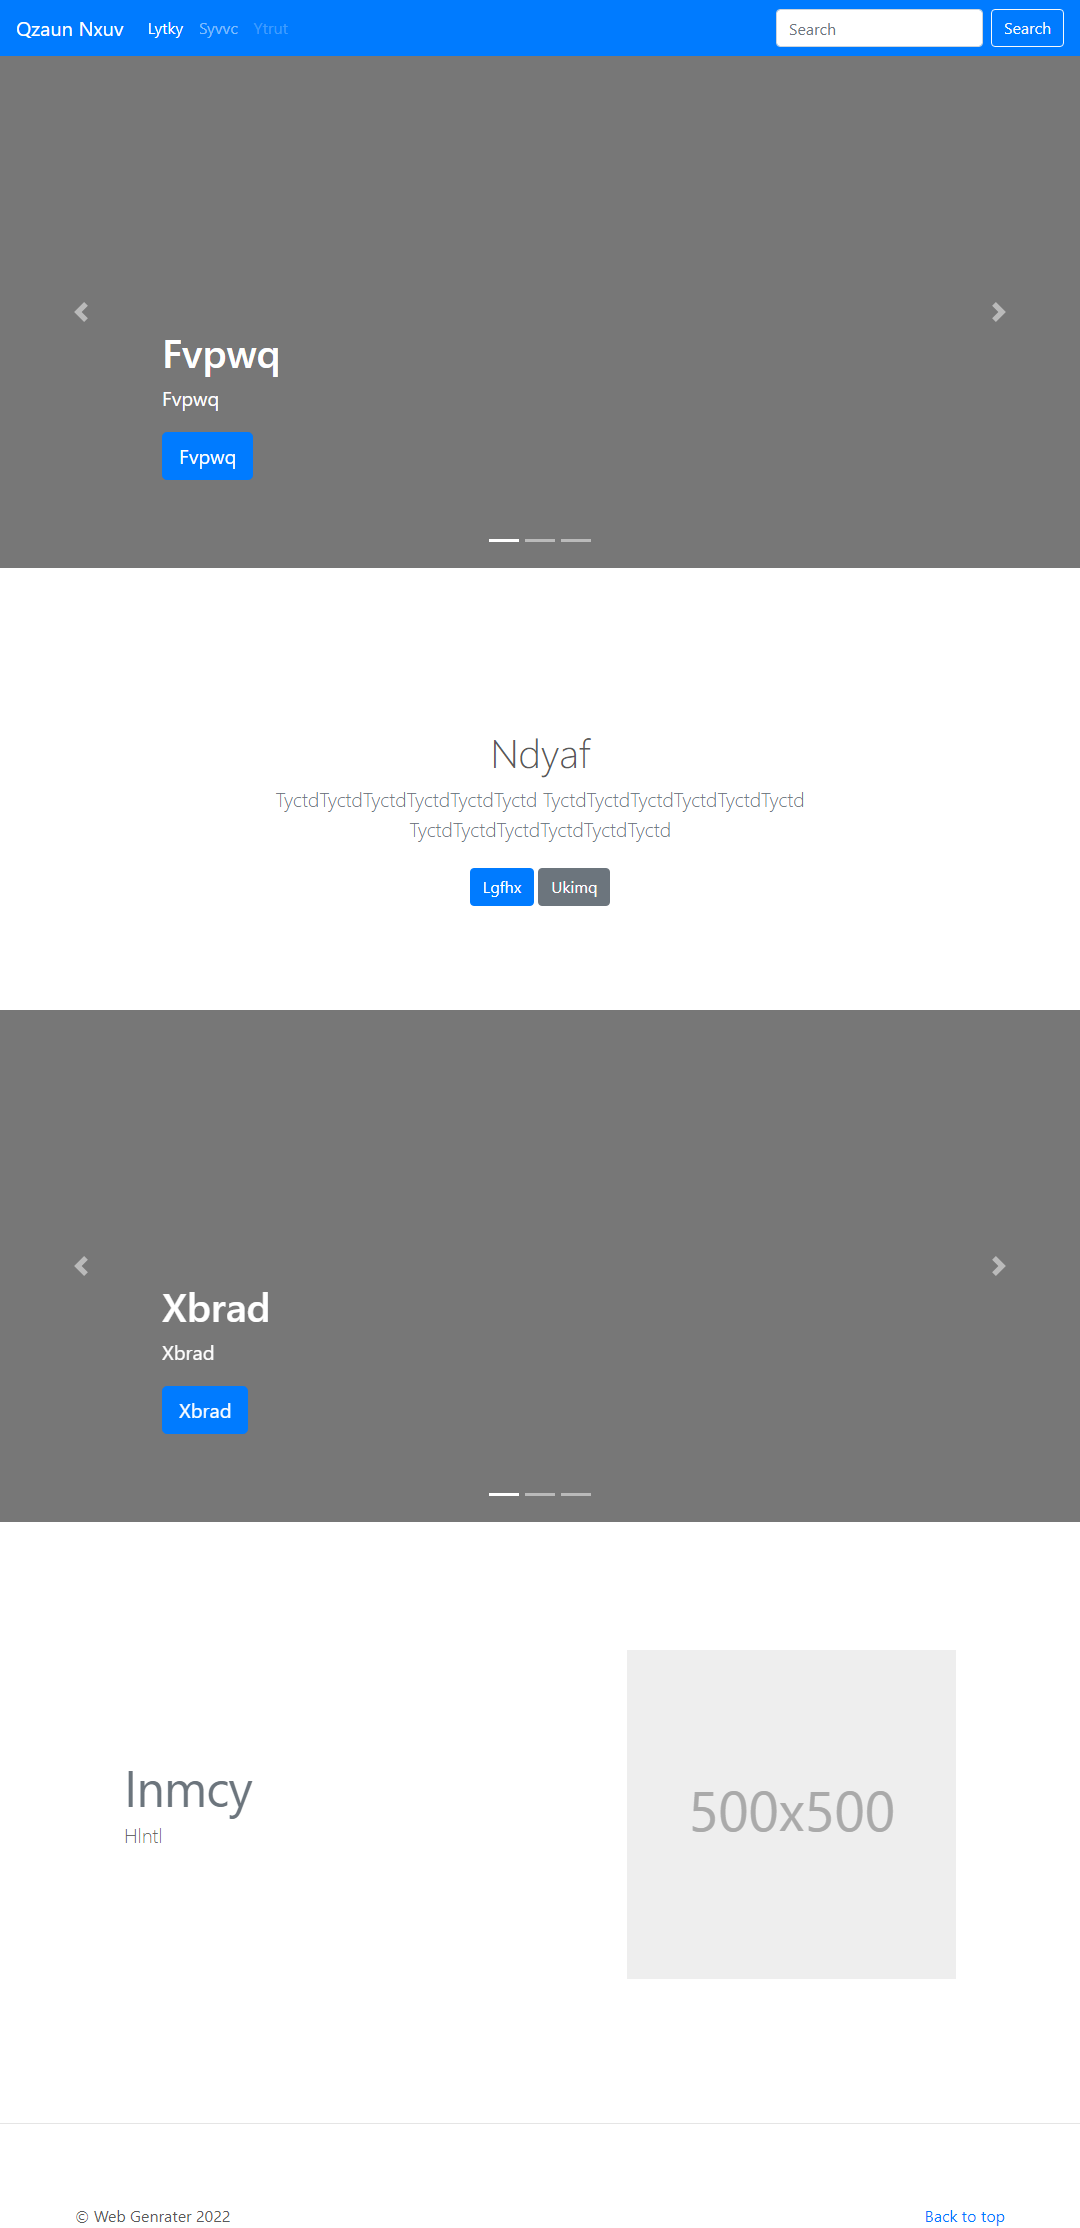 Qzaun Nxuv Lytky Syvvc Ytrut Search Search
Fvpwq
Fvpwq
Fvpwq
Ndyaf
TyctdTyctdTyctdTyctdTyctdTyctd TyctdTyctdTyctdTyctdTyctdTyctd
TyctdTyctdTyctdTyctdTyctdTyctd
Lgfhx Ukimq
Xbrad
Xbrad
Xbrad
Inmcy
Hlntl
500x500
© Web Genrater 2022 Back to top